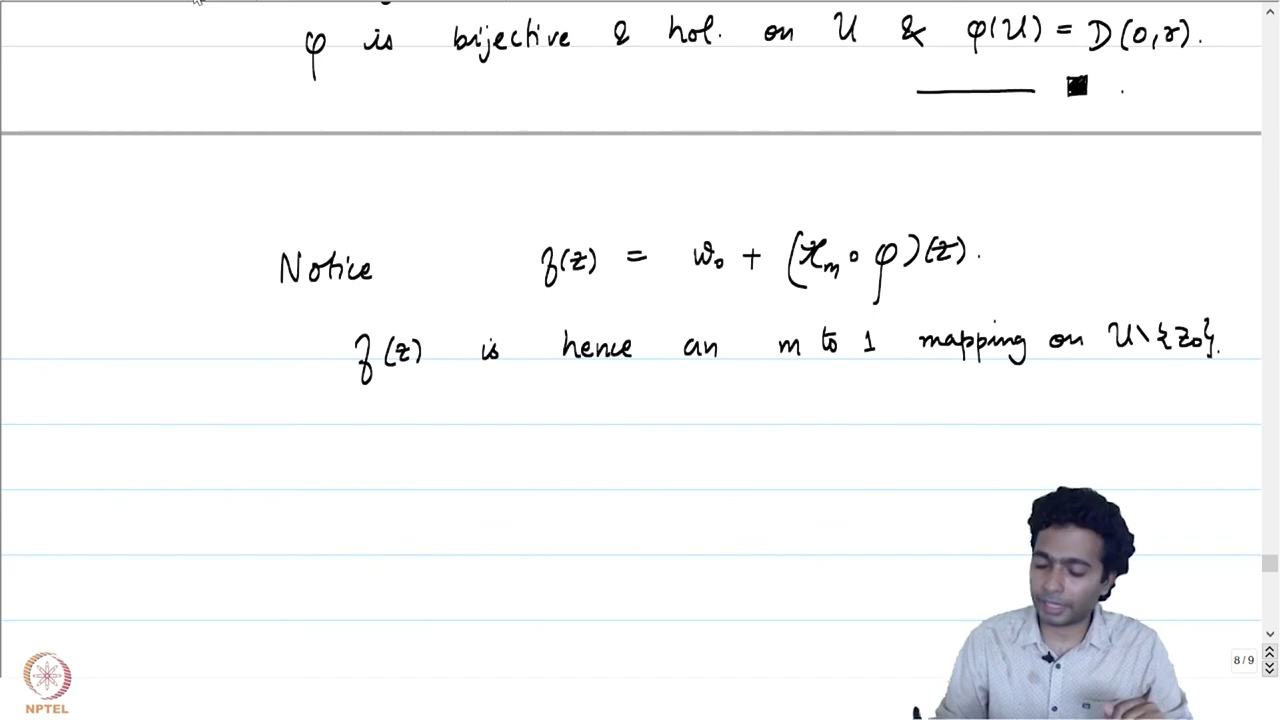 φ is bijective & hol. on U & φ(U) = D(0,r).
Notice f(z) = w₀ + (𝜋ₘ ∘ φ)(z).
f(z) is hence an m to 1 mapping on U\{z₀}.
8 / 9
NPTEL